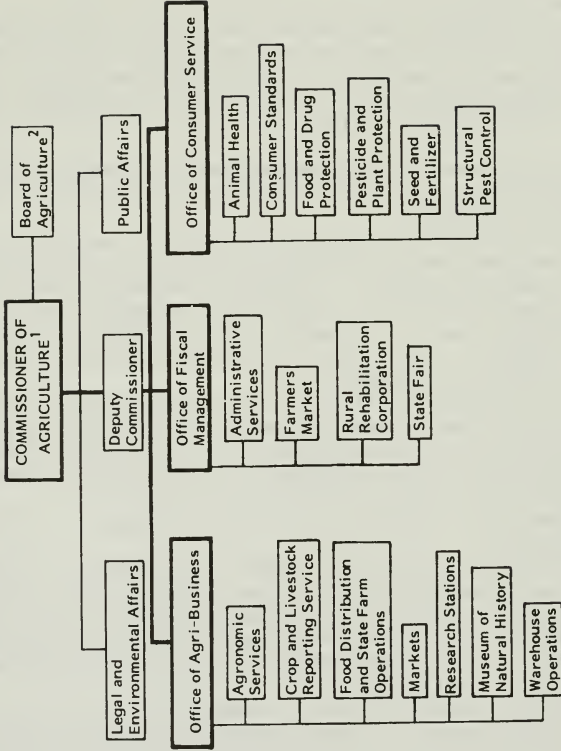 COMMISSIONER OF
AGRICULTURE¹
Board of
Agriculture²
Legal and
Environmental Affairs
Deputy
Commissioner
Public Affairs
Office of Agri-Business
Agronomic
Services
Crop and Livestock
Reporting Service
Food Distribution
and State Farm
Operations
Markets
Research Stations
Museum of
Natural History
Warehouse
Operations
Office of Fiscal
Management
Administrative
Services
Farmers
Market
Rural
Rehabilitation
Corporation
State Fair
Office of Consumer Service
Animal Health
Consumer Standards
Food and Drug
Protection
Pesticide and
Plant Protection
Seed and
Fertilizer
Structural
Pest Control